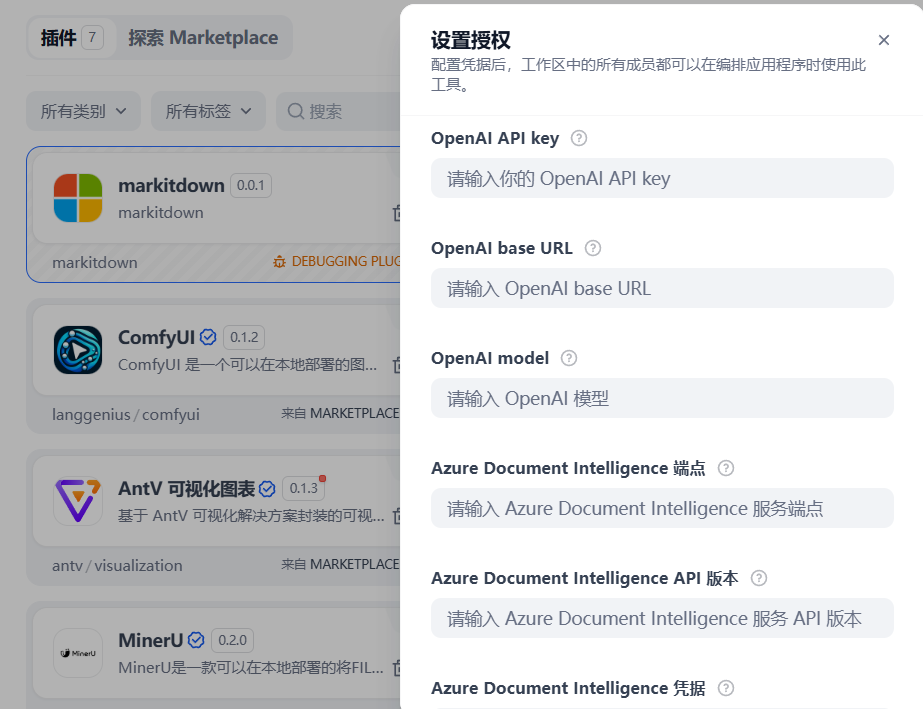 插件 7 探索 Marketplace
所有类别 所有标签 搜索
markitdown 0.0.1
markitdown
markitdown DEBUGGING PLUG
ComfyUI 0.1.2
ComfyUI 是一个可以在本地部署的图...
langgenius / comfyui 来自 MARKETPLACE
AntV 可视化图表 0.1.3
基于 AntV 可视化解决方案封装的可视...
antv / visualization 来自 MARKETPLACE
MinerU
MinerU 0.2.0
MinerU是一款可以在本地部署的将FIL...
设置授权
配置凭据后，工作区中的所有成员都可以在编排应用程序时使用此
工具。
OpenAI API key
请输入你的 OpenAI API key
OpenAI base URL
请输入 OpenAI base URL
OpenAI model
请输入 OpenAI 模型
Azure Document Intelligence 端点
请输入 Azure Document Intelligence 服务端点
Azure Document Intelligence API 版本
请输入 Azure Document Intelligence 服务 API 版本
Azure Document Intelligence 凭据